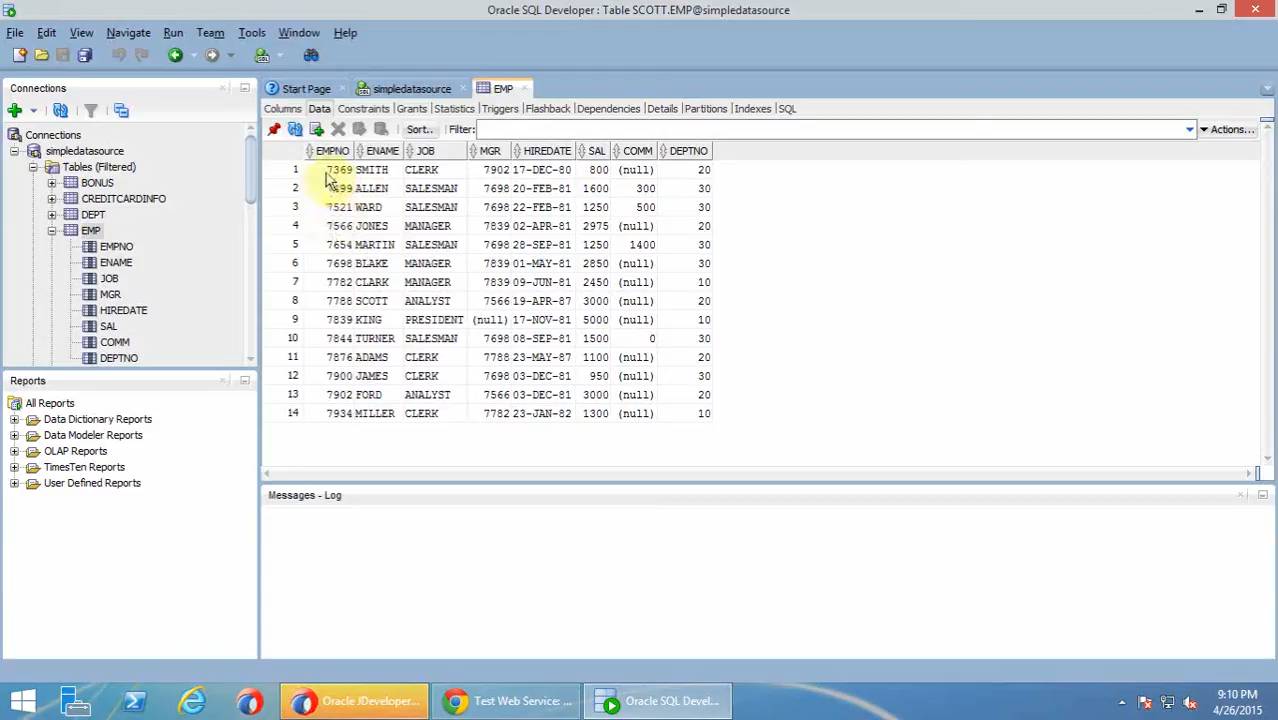 Oracle SQL Developer : Table SCOTT.EMP@simpledatasource
File Edit View Navigate Run Team Tools Window Help
Connections
Start Page simpledatasource EMP
Columns Data Constraints Grants Statistics Triggers Flashback Dependencies Details Partitions Indexes SQL
Sort.. Filter: Actions...
Connections
simpledatasource
Tables (Filtered)
BONUS
CREDITCARDINFO
DEPT
EMP
EMPNO
ENAME
JOB
MGR
HIREDATE
SAL
COMM
DEPTNO
EMPNO ENAME JOB MGR HIREDATE SAL COMM DEPTNO
1 7369 SMITH CLERK 7902 17-DEC-80 800 (null) 20
2 7499 ALLEN SALESMAN 7698 20-FEB-81 1600 300 30
3 7521 WARD SALESMAN 7698 22-FEB-81 1250 500 30
4 7566 JONES MANAGER 7839 02-APR-81 2975 (null) 20
5 7654 MARTIN SALESMAN 7698 28-SEP-81 1250 1400 30
6 7698 BLAKE MANAGER 7839 01-MAY-81 2850 (null) 30
7 7782 CLARK MANAGER 7839 09-JUN-81 2450 (null) 10
8 7788 SCOTT ANALYST 7566 19-APR-87 3000 (null) 20
9 7839 KING PRESIDENT (null) 17-NOV-81 5000 (null) 10
10 7844 TURNER SALESMAN 7698 08-SEP-81 1500 0 30
11 7876 ADAMS CLERK 7788 23-MAY-87 1100 (null) 20
12 7900 JAMES CLERK 7698 03-DEC-81 950 (null) 30
13 7902 FORD ANALYST 7566 03-DEC-81 3000 (null) 20
14 7934 MILLER CLERK 7782 23-JAN-82 1300 (null) 10
Reports
All Reports
Data Dictionary Reports
Data Modeler Reports
OLAP Reports
TimesTen Reports
User Defined Reports
Messages - Log
Oracle JDeveloper... Test Web Service: ... Oracle SQL Devel...
9:10 PM
4/26/2015